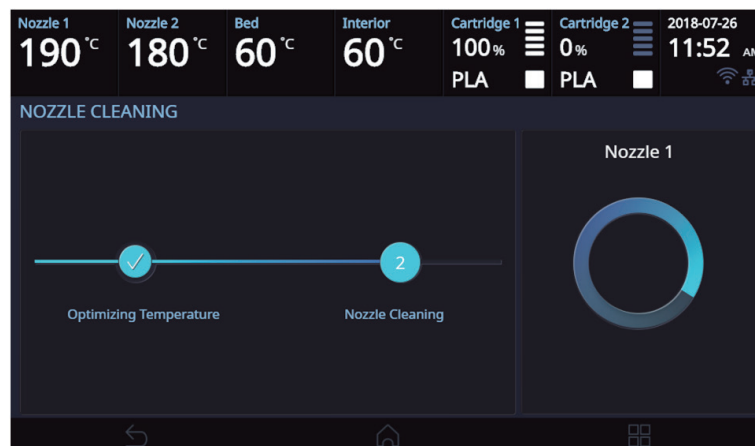 Nozzle 1 Nozzle 2 Bed Interior Cartridge 1 Cartridge 2 2018-07-26
190 °C 180 °C 60 °C 60 °C 100 % 0 % 11:52 AM
PLA PLA
NOZZLE CLEANING
Nozzle 1
2
Optimizing Temperature Nozzle Cleaning